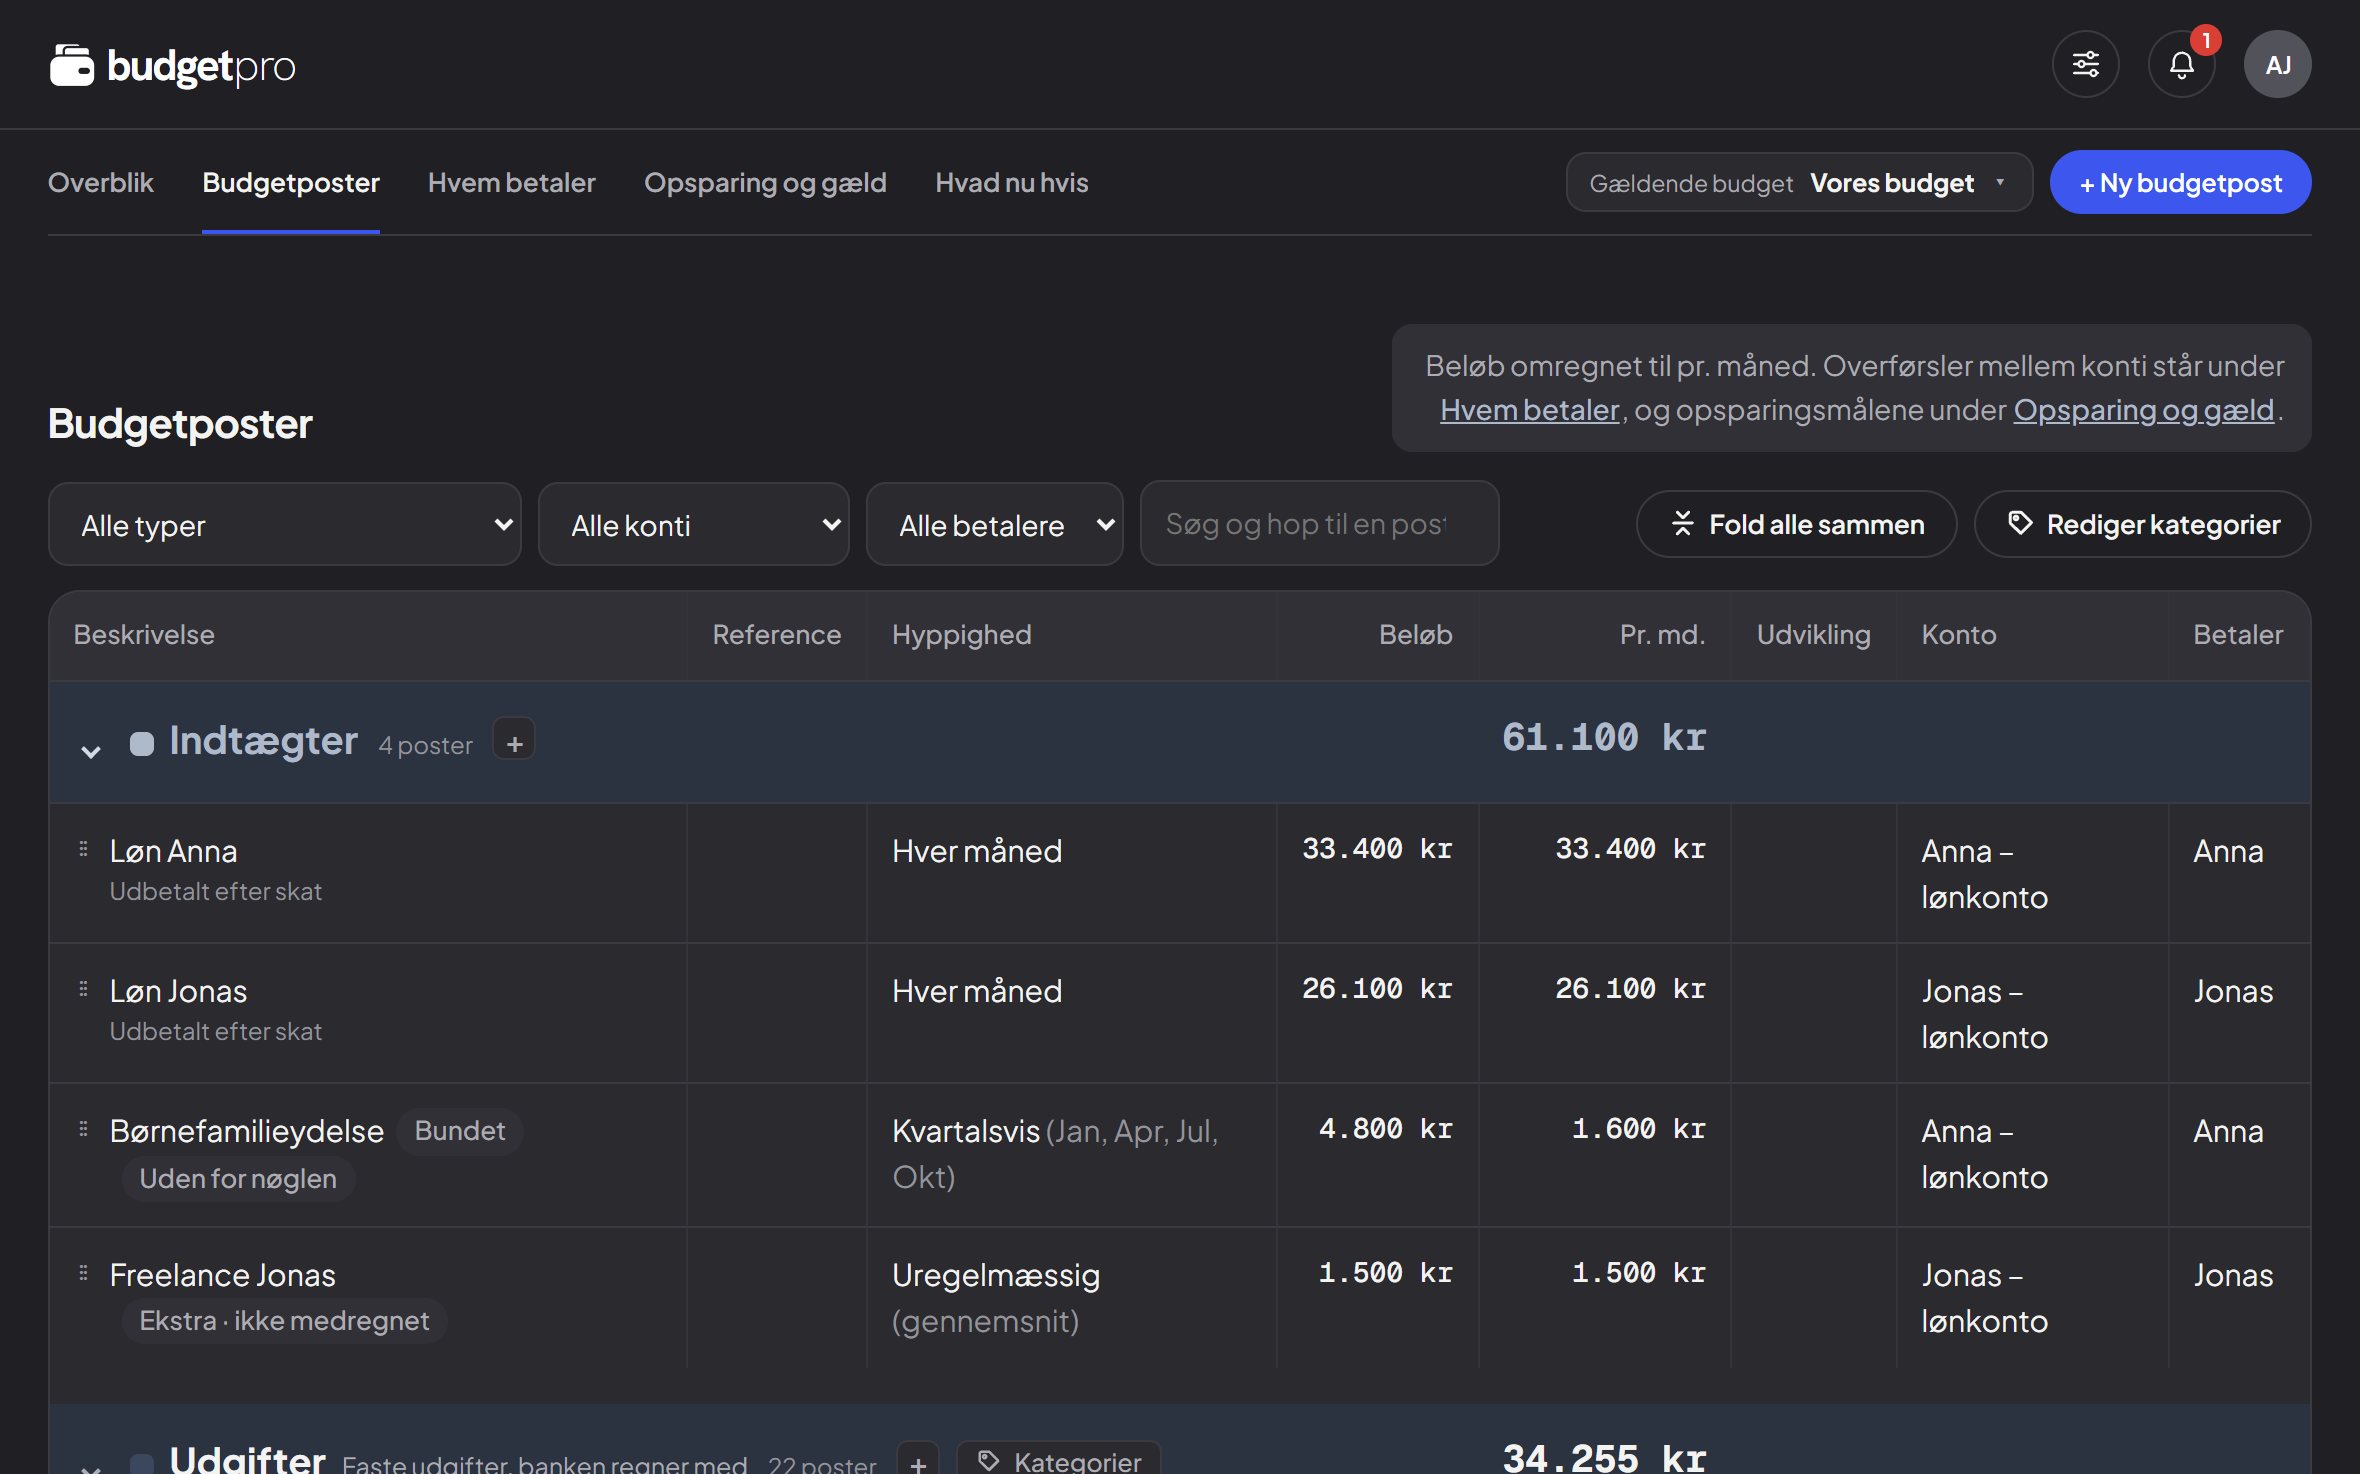 budgetpro
1
AJ
Overblik Budgetposter Hvem betaler Opsparing og gæld Hvad nu hvis
Gældende budget Vores budget
+ Ny budgetpost
Beløb omregnet til pr. måned. Overførsler mellem konti står under
Hvem betaler, og opsparingsmålene under Opsparing og gæld.
Budgetposter
Alle typer Alle konti Alle betalere Søg og hop til en post
Fold alle sammen Rediger kategorier
Beskrivelse Reference Hyppighed Beløb Pr. md. Udvikling Konto Betaler
Indtægter 4 poster + 61.100 kr
Løn Anna Hver måned 33.400 kr 33.400 kr Anna – Anna
Udbetalt efter skat lønkonto
Løn Jonas Hver måned 26.100 kr 26.100 kr Jonas – Jonas
Udbetalt efter skat lønkonto
Børnefamilieydelse Bundet Kvartalsvis (Jan, Apr, Jul, 4.800 kr 1.600 kr Anna – Anna
Uden for nøglen Okt) lønkonto
Freelance Jonas Uregelmæssig 1.500 kr 1.500 kr Jonas – Jonas
Ekstra · ikke medregnet (gennemsnit) lønkonto
Udgifter Faste udgifter, banken regner med 22 poster + Kategorier 34.255 kr